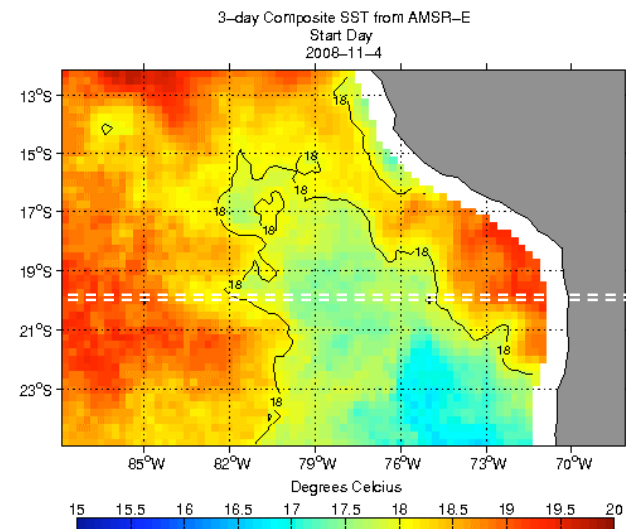 3-day Composite SST from AMSR-E
Start Day
2008-11-4
13°S
18
15°S
18
18
17°S
18
18
18
19°S
18
21°S
18
23°S
18
85°W 82°W 79°W 76°W 73°W 70°W
Degrees Celcius
15 15.5 16 16.5 17 17.5 18 18.5 19 19.5 20